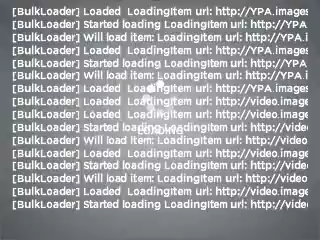 [BulkLoader] Loaded LoadingItem url: http://YPA.images
[BulkLoader] Started loading LoadingItem url: http://YPA
[BulkLoader] Will load item: LoadingItem url: http://YPA.i
[BulkLoader] Loaded LoadingItem url: http://YPA.images
[BulkLoader] Started loading LoadingItem url: http://YPA
[BulkLoader] Will load item: LoadingItem url: http://YPA.i
[BulkLoader] Loaded LoadingItem url: http://YPA.images
[BulkLoader] Loaded LoadingItem url: http://video.image
[BulkLoader] Loaded LoadingItem url: http://video.image
[BulkLoader] Started loading LoadingItem url: http://vide
LOADING
[BulkLoader] Will load item: LoadingItem url: http://video
[BulkLoader] Loaded LoadingItem url: http://video.image
[BulkLoader] Started loading LoadingItem url: http://vide
[BulkLoader] Will load item: LoadingItem url: http://video
[BulkLoader] Loaded LoadingItem url: http://video.image
[BulkLoader] Started loading LoadingItem url: http://vide